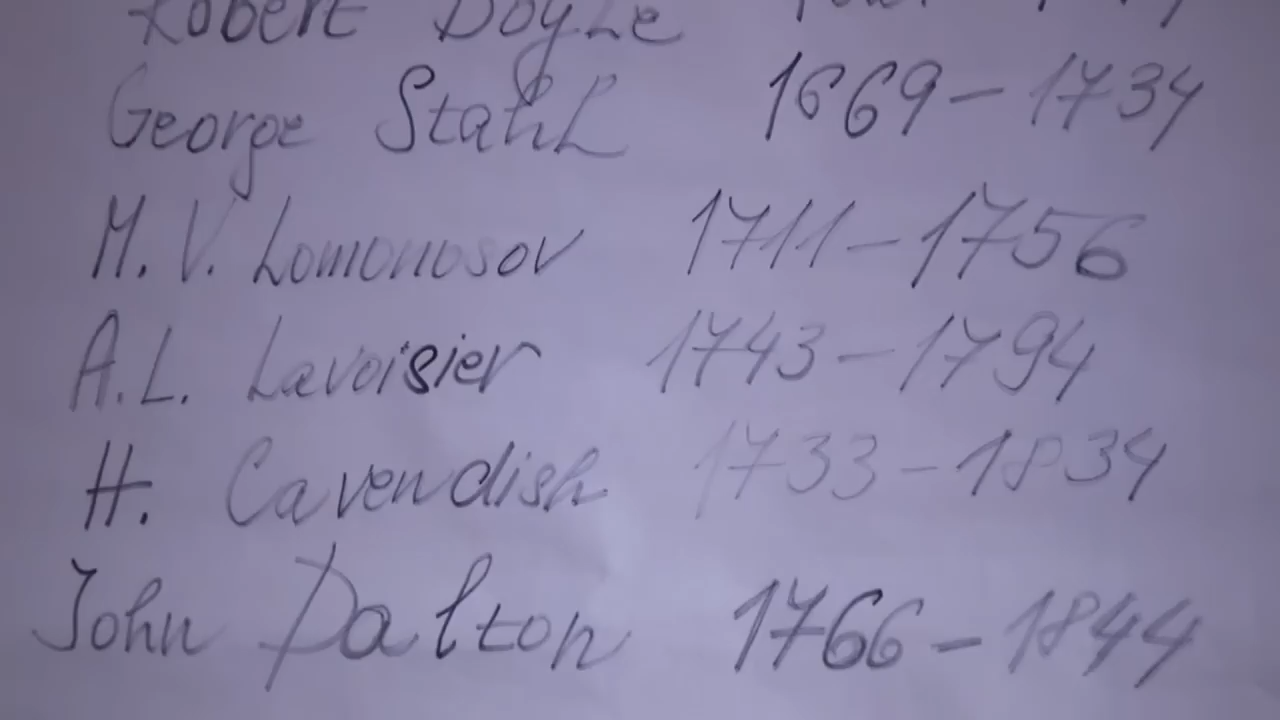 Robert Boyle
George Stahl 1669-1734
M. V. Lomonosov 1711-1756
A.L. Lavoisier 1743-1794
H. Cavendish 1733-1834
John Dalton 1766-1844